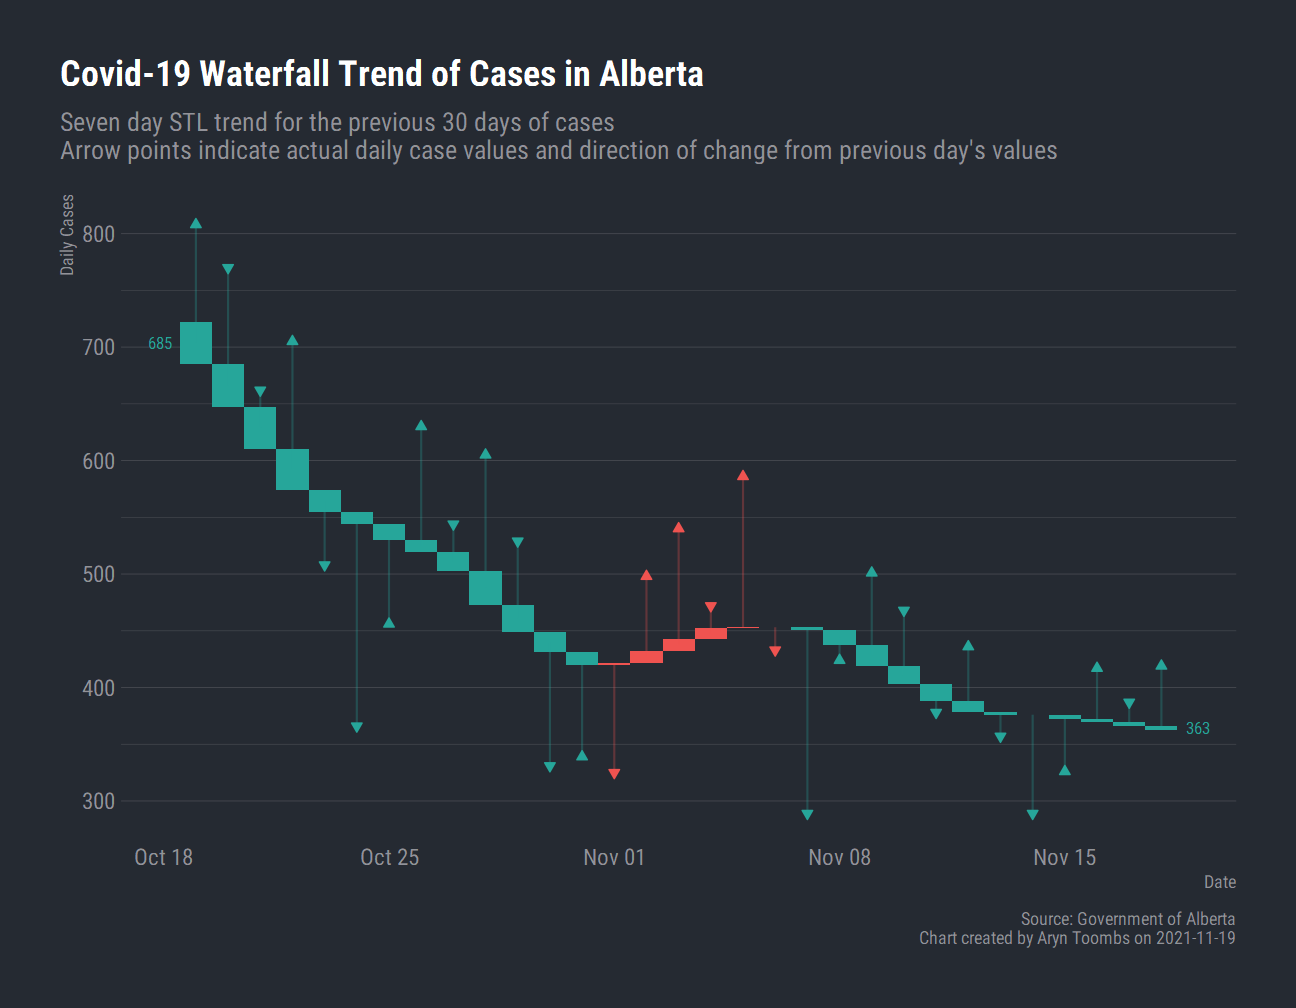 Covid-19 Waterfall Trend of Cases in Alberta
Seven day STL trend for the previous 30 days of cases
Arrow points indicate actual daily case values and direction of change from previous day's values
Daily Cases
800
700
600
500
400
300
685
363
Oct 18
Oct 25
Nov 01
Nov 08
Nov 15
Date
Source: Government of Alberta
Chart created by Aryn Toombs on 2021-11-19